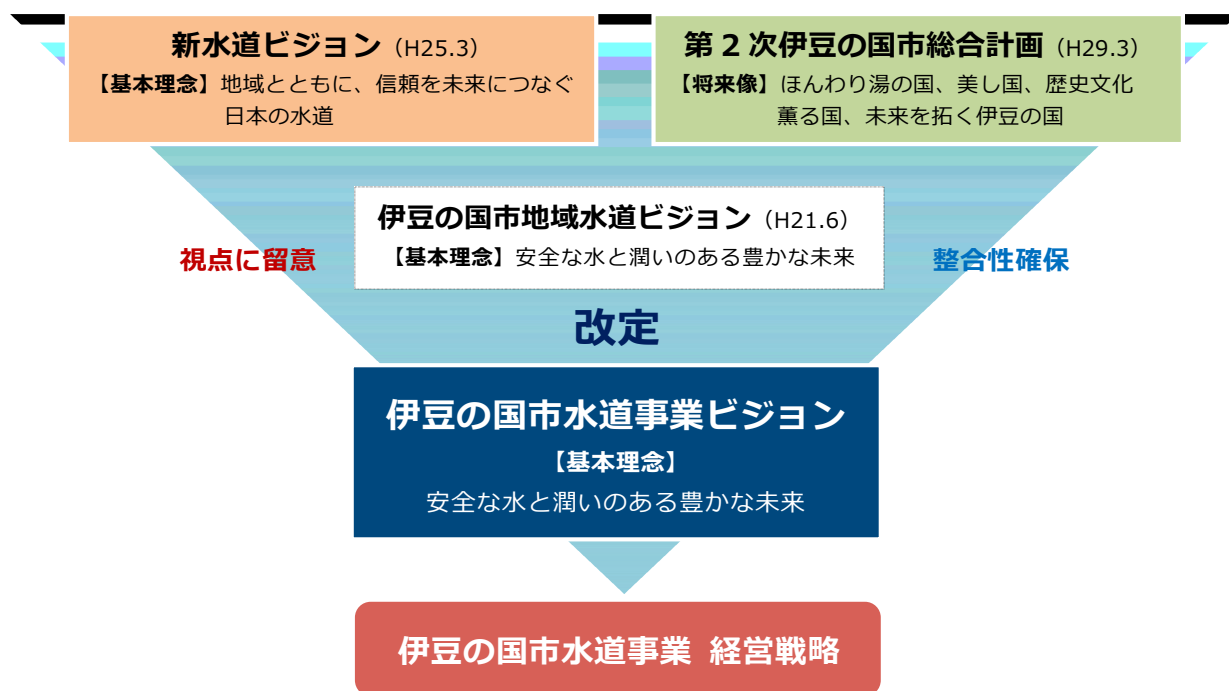 新水道ビジョン（H25.3）
【基本理念】地域とともに、信頼を未来につなぐ
日本の水道
第２次伊豆の国市総合計画（H29.3）
【将来像】ほんわり湯の国、美し国、歴史文化
薫る国、未来を拓く伊豆の国
伊豆の国市地域水道ビジョン（H21.6）
【基本理念】安全な水と潤いのある豊かな未来
視点に留意
整合性確保
改定
伊豆の国市水道事業ビジョン
【基本理念】
安全な水と潤いのある豊かな未来
伊豆の国市水道事業 経営戦略